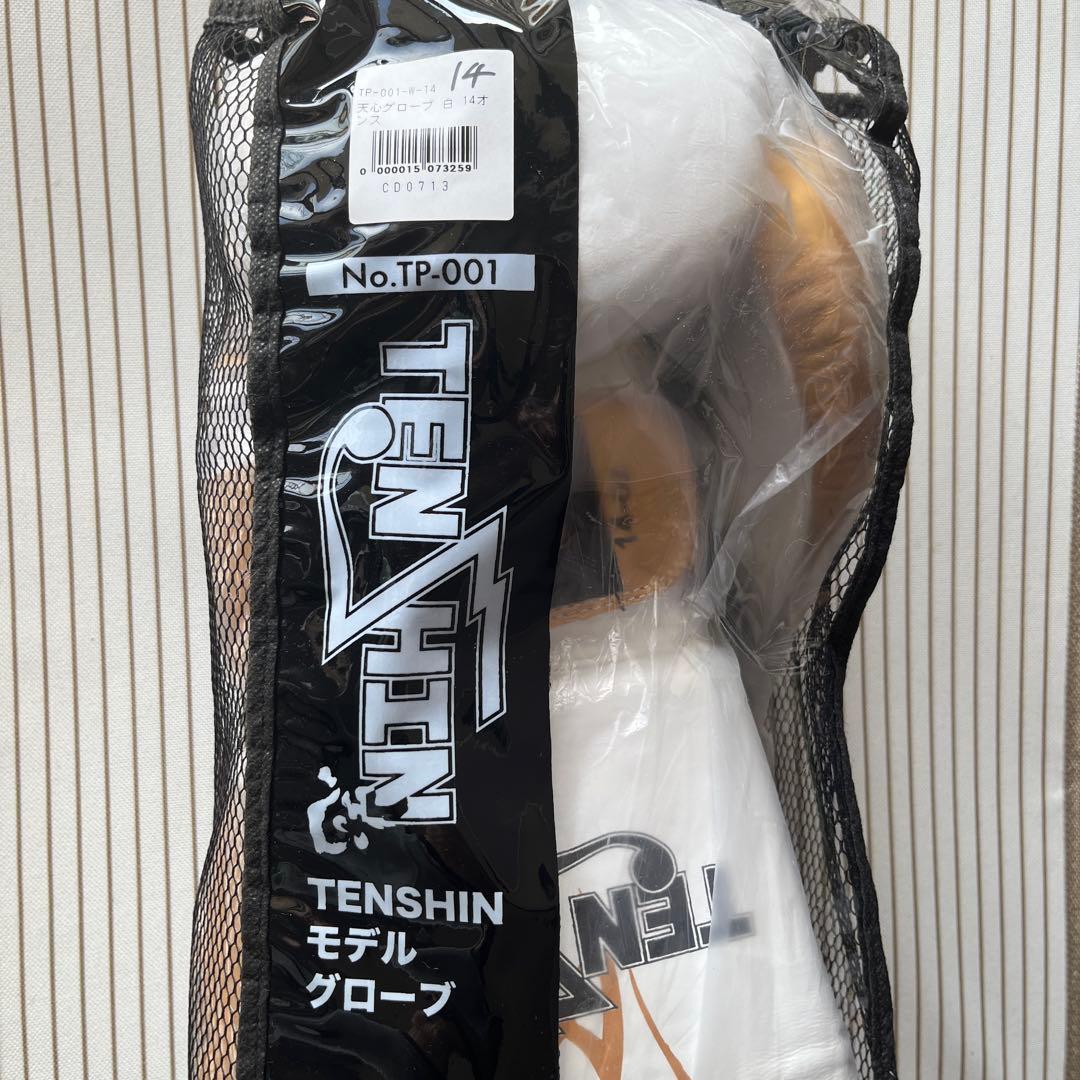 14
TP-001-W-14
天心グローブ 白 14オ
ンス
0 000015 073259
CD0713
No.TP-001
TENSHIN
TENSHIN
モデル
グローブ
TEN